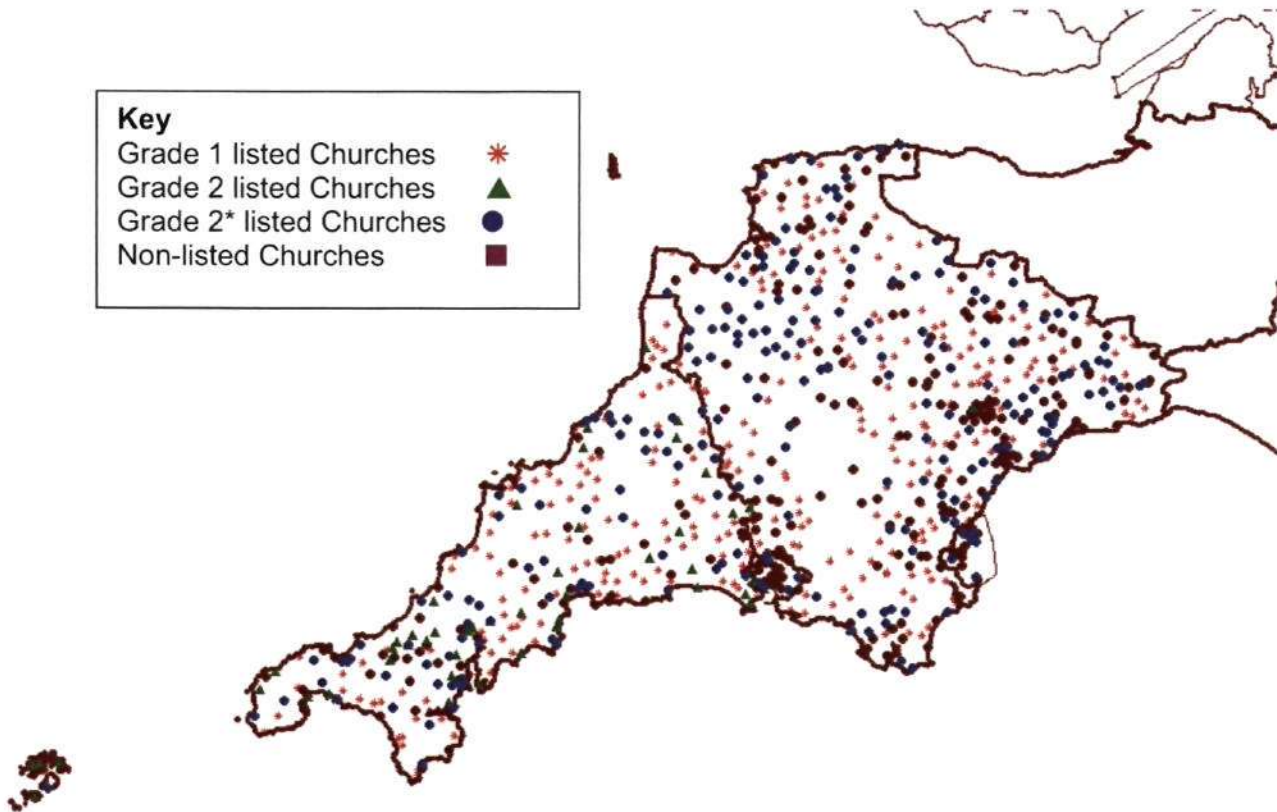 Key
Grade 1 listed Churches
Grade 2 listed Churches
Grade 2* listed Churches
Non-listed Churches